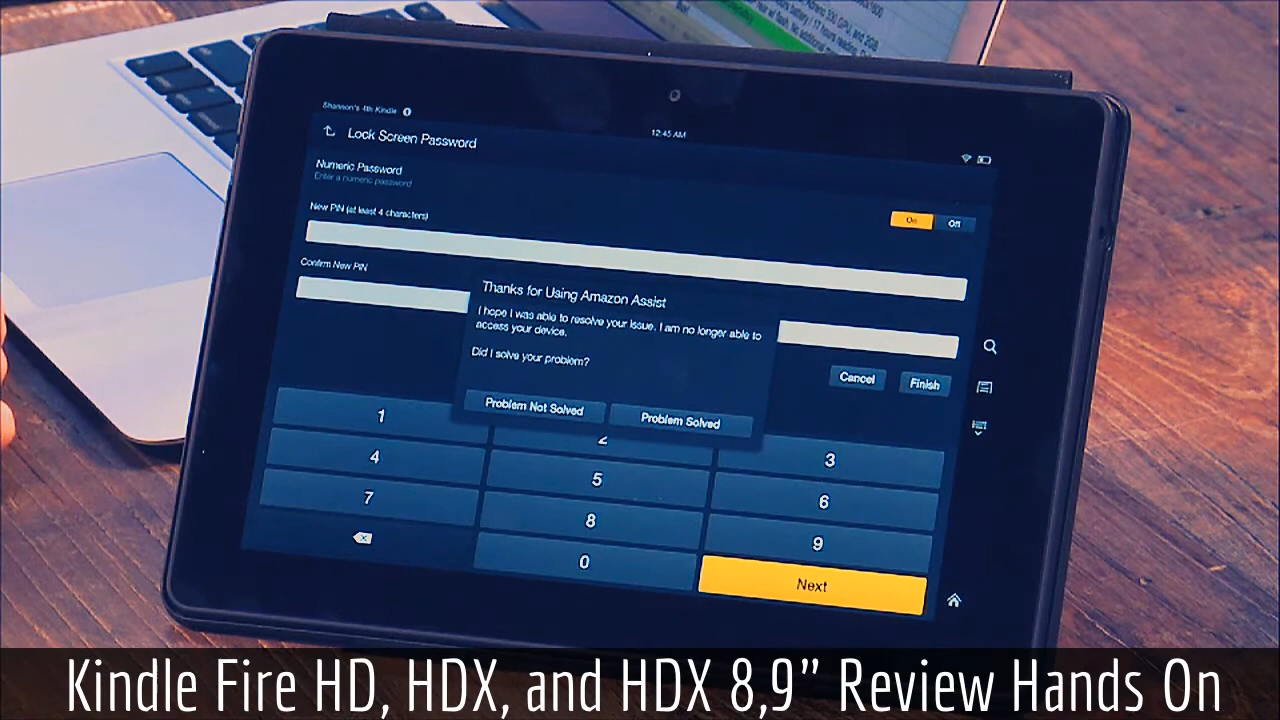 Shannon's 4th Kindle
12:45 AM
Lock Screen Password
Numeric Password
Enter a numeric password
On Off
New PIN (at least 4 characters)
Confirm New PIN
Thanks for Using Amazon Assist
I hope I was able to resolve your issue. I am no longer able to
access your device.
Did I solve your problem?
Problem Not Solved Problem Solved
Cancel Finish
1 2 3
4 5 6
7 8 9
0 Next
Kindle Fire HD, HDX, and HDX 8,9” Review Hands On